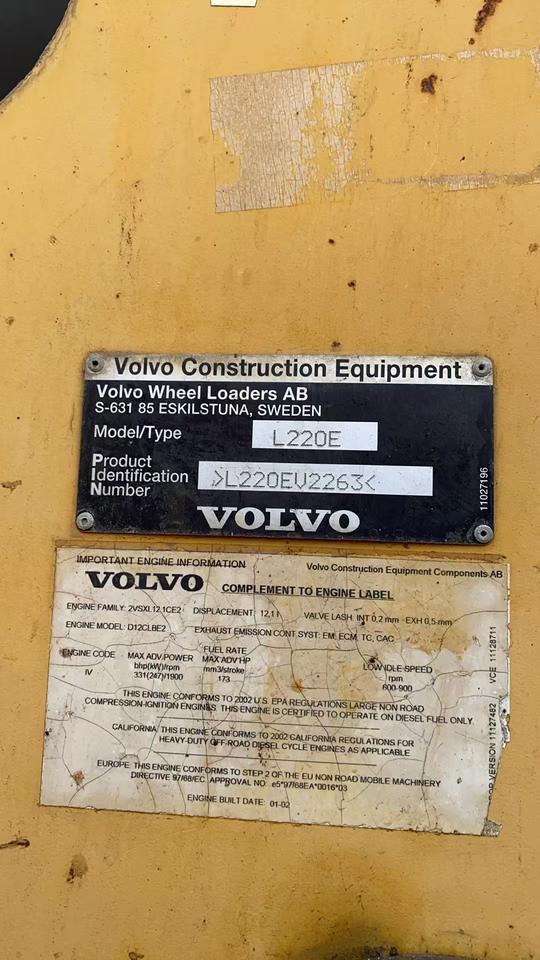 Volvo Construction Equipment
Volvo Wheel Loaders AB
S-631 85 ESKILSTUNA, SWEDEN
Model/Type L220E
Product
Identification >L220EV2263<
Number
11027196
VOLVO
IMPORTANT ENGINE INFORMATION
Volvo Construction Equipment Components AB
VOLVO
COMPLEMENT TO ENGINE LABEL
ENGINE FAMILY: 2VSXL12.1CE2 DISPLACEMENT: 12,1 l VALVE LASH: INT 0,2 mm - EXH 0,5 mm
ENGINE MODEL: D12CLBE2 EXHAUST EMISSION CONT. SYST: EM, ECM, TC, CAC
ENGINE CODE MAX ADV.POWER FUEL RATE LOW IDLE SPEED
bhp(kW)/rpm MAX ADV HP rpm
IV 331(247)/1900 mm3/stroke 600-900
173
THIS ENGINE CONFORMS TO 2002 U.S. EPA REGULATIONS LARGE NON ROAD
COMPRESSION-IGNITION ENGINES. THIS ENGINE IS CERTIFIED TO OPERATE ON DIESEL FUEL ONLY.
CALIFORNIA: THIS ENGINE CONFORMS TO 2002 CALIFORNIA REGULATIONS FOR
HEAVY-DUTY OFF-ROAD DIESEL CYCLE ENGINES AS APPLICABLE
EUROPE: THIS ENGINE CONFORMS TO STEP 2 OF THE EU NON ROAD MOBILE MACHINERY
DIRECTIVE 97/68/EC. APPROVAL NO. e5*97/68EA*0016*03
ENGINE BUILT DATE: 01-02
VERSION 11127482 VCE 11128711